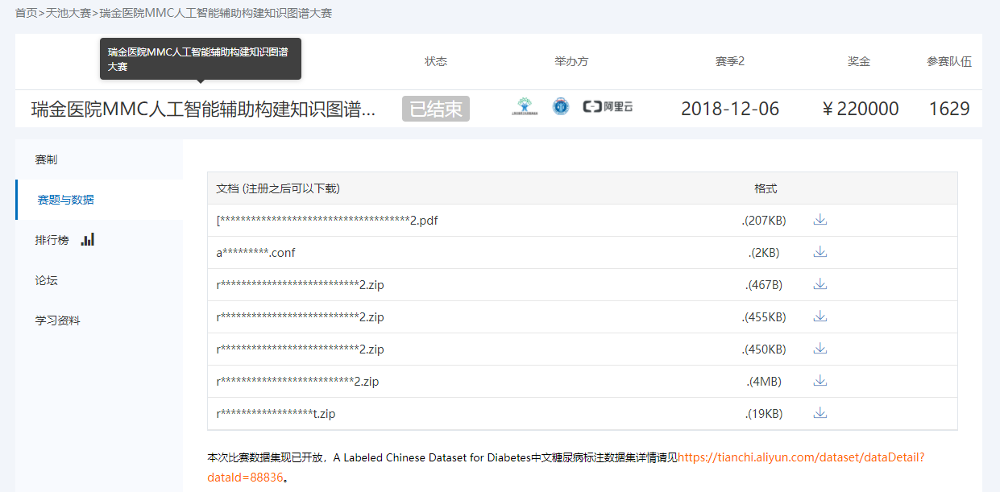 首页>天池大赛>瑞金医院MMC人工智能辅助构建知识图谱大赛
瑞金医院MMC人工智能辅助构建知识图谱
大赛
状态
举办方
赛季2
奖金
参赛队伍
瑞金医院MMC人工智能辅助构建知识图谱...
已结束
阿里云
2018-12-06
￥220000
1629
赛制
赛题与数据
排行榜
论坛
学习资料
文档 (注册之后可以下载)
格式
[*************************************2.pdf
.(207KB)
a*********.conf
.(2KB)
r***************************2.zip
.(467B)
r***************************2.zip
.(455KB)
r***************************2.zip
.(450KB)
r**************************2.zip
.(4MB)
r******************t.zip
.(19KB)
本次比赛数据集现已开放，A Labeled Chinese Dataset for Diabetes中文糖尿病标注数据集详情请见https://tianchi.aliyun.com/dataset/dataDetail?
dataId=88836。